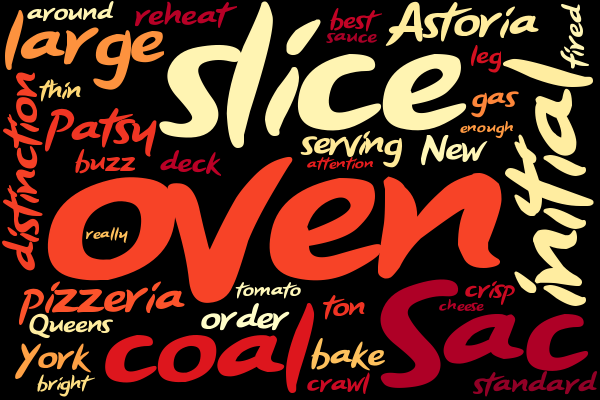 around
reheat
best
sauce
Astoria
fired
large
slice
leg
thin
gas
Patsy
enough
distinction
buzz
deck
serving
attention
New
initial
oven
really
pizzeria
tomato
crisp
cheese
Queens
order
ton
Sac
York
coal
bake
bright
crawl
standard